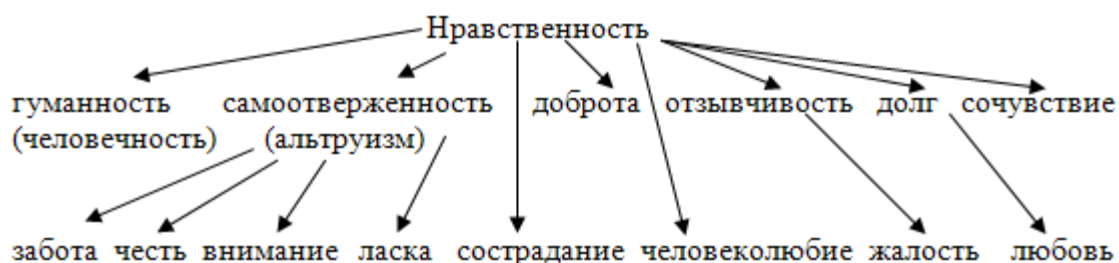 Нравственность
гуманность самоотверженность доброта отзывчивость долг сочувствие
(человечность) (альтруизм)
забота честь внимание ласка сострадание человеколюбие жалость любовь